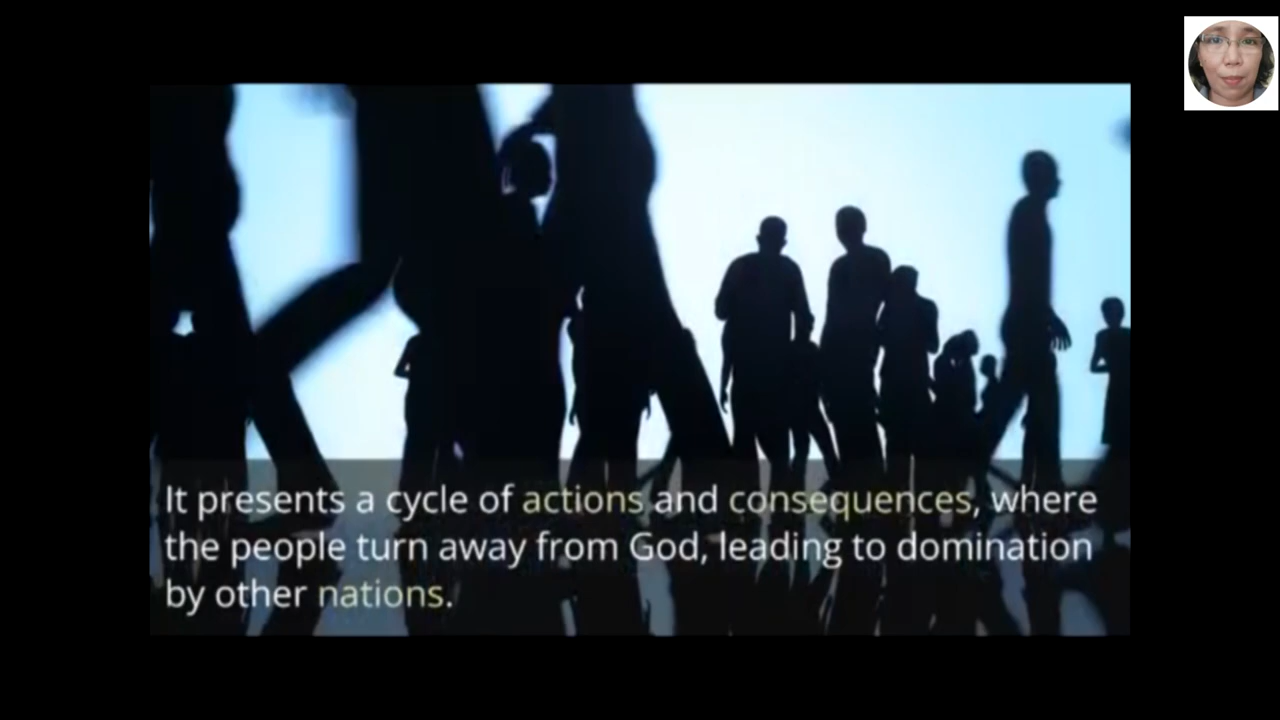 It presents a cycle of actions and consequences, where
the people turn away from God, leading to domination
by other nations.